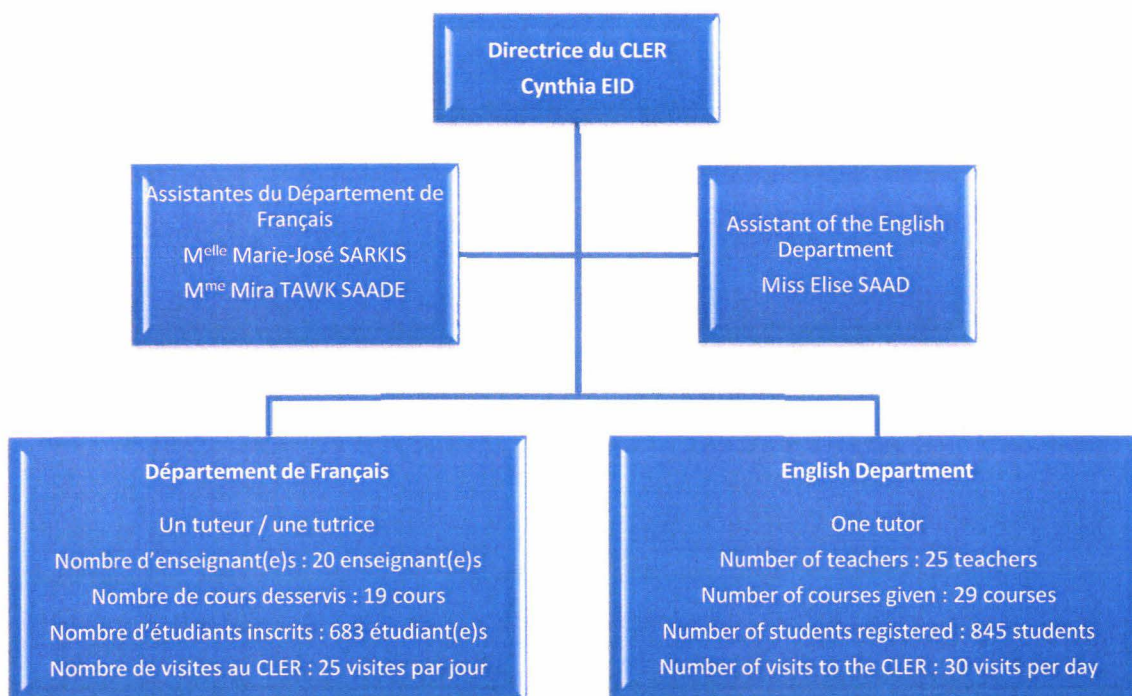 Directrice du CLER
Cynthia EID
Assistantes du Département de
Français
Melle Marie-José SARKIS
Mme Mira TAWK SAADE
Assistant of the English
Department
Miss Elise SAAD
Département de Français
Un tuteur / une tutrice
Nombre d'enseignant(e)s : 20 enseignant(e)s
Nombre de cours desservis : 19 cours
Nombre d'étudiants inscrits : 683 étudiant(e)s
Nombre de visites au CLER : 25 visites par jour
English Department
One tutor
Number of teachers : 25 teachers
Number of courses given : 29 courses
Number of students registered : 845 students
Number of visits to the CLER : 30 visits per day